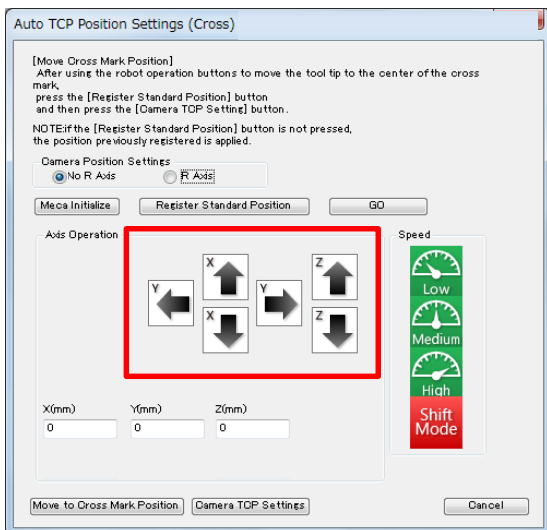 Auto TCP Position Settings (Cross)
[Move Cross Mark Position]
After using the robot operation buttons to move the tool tip to the center of the cross
mark,
press the [Register Standard Position] button
and then press the [Camera TCP Setting] button.
NOTE:if the [Register Standard Position] button is not pressed,
the position previously registered is applied.
Camera Position Settings
No R Axis
R Axis
Meca Initialize
Register Standard Position
GO
Axis Operation
Speed
X
Z
Y
Y
X
Z
Low
Medium
High
Shift
Mode
X(mm)
Y(mm)
Z(mm)
0
0
0
Move to Cross Mark Position
Camera TCP Settings
Cancel